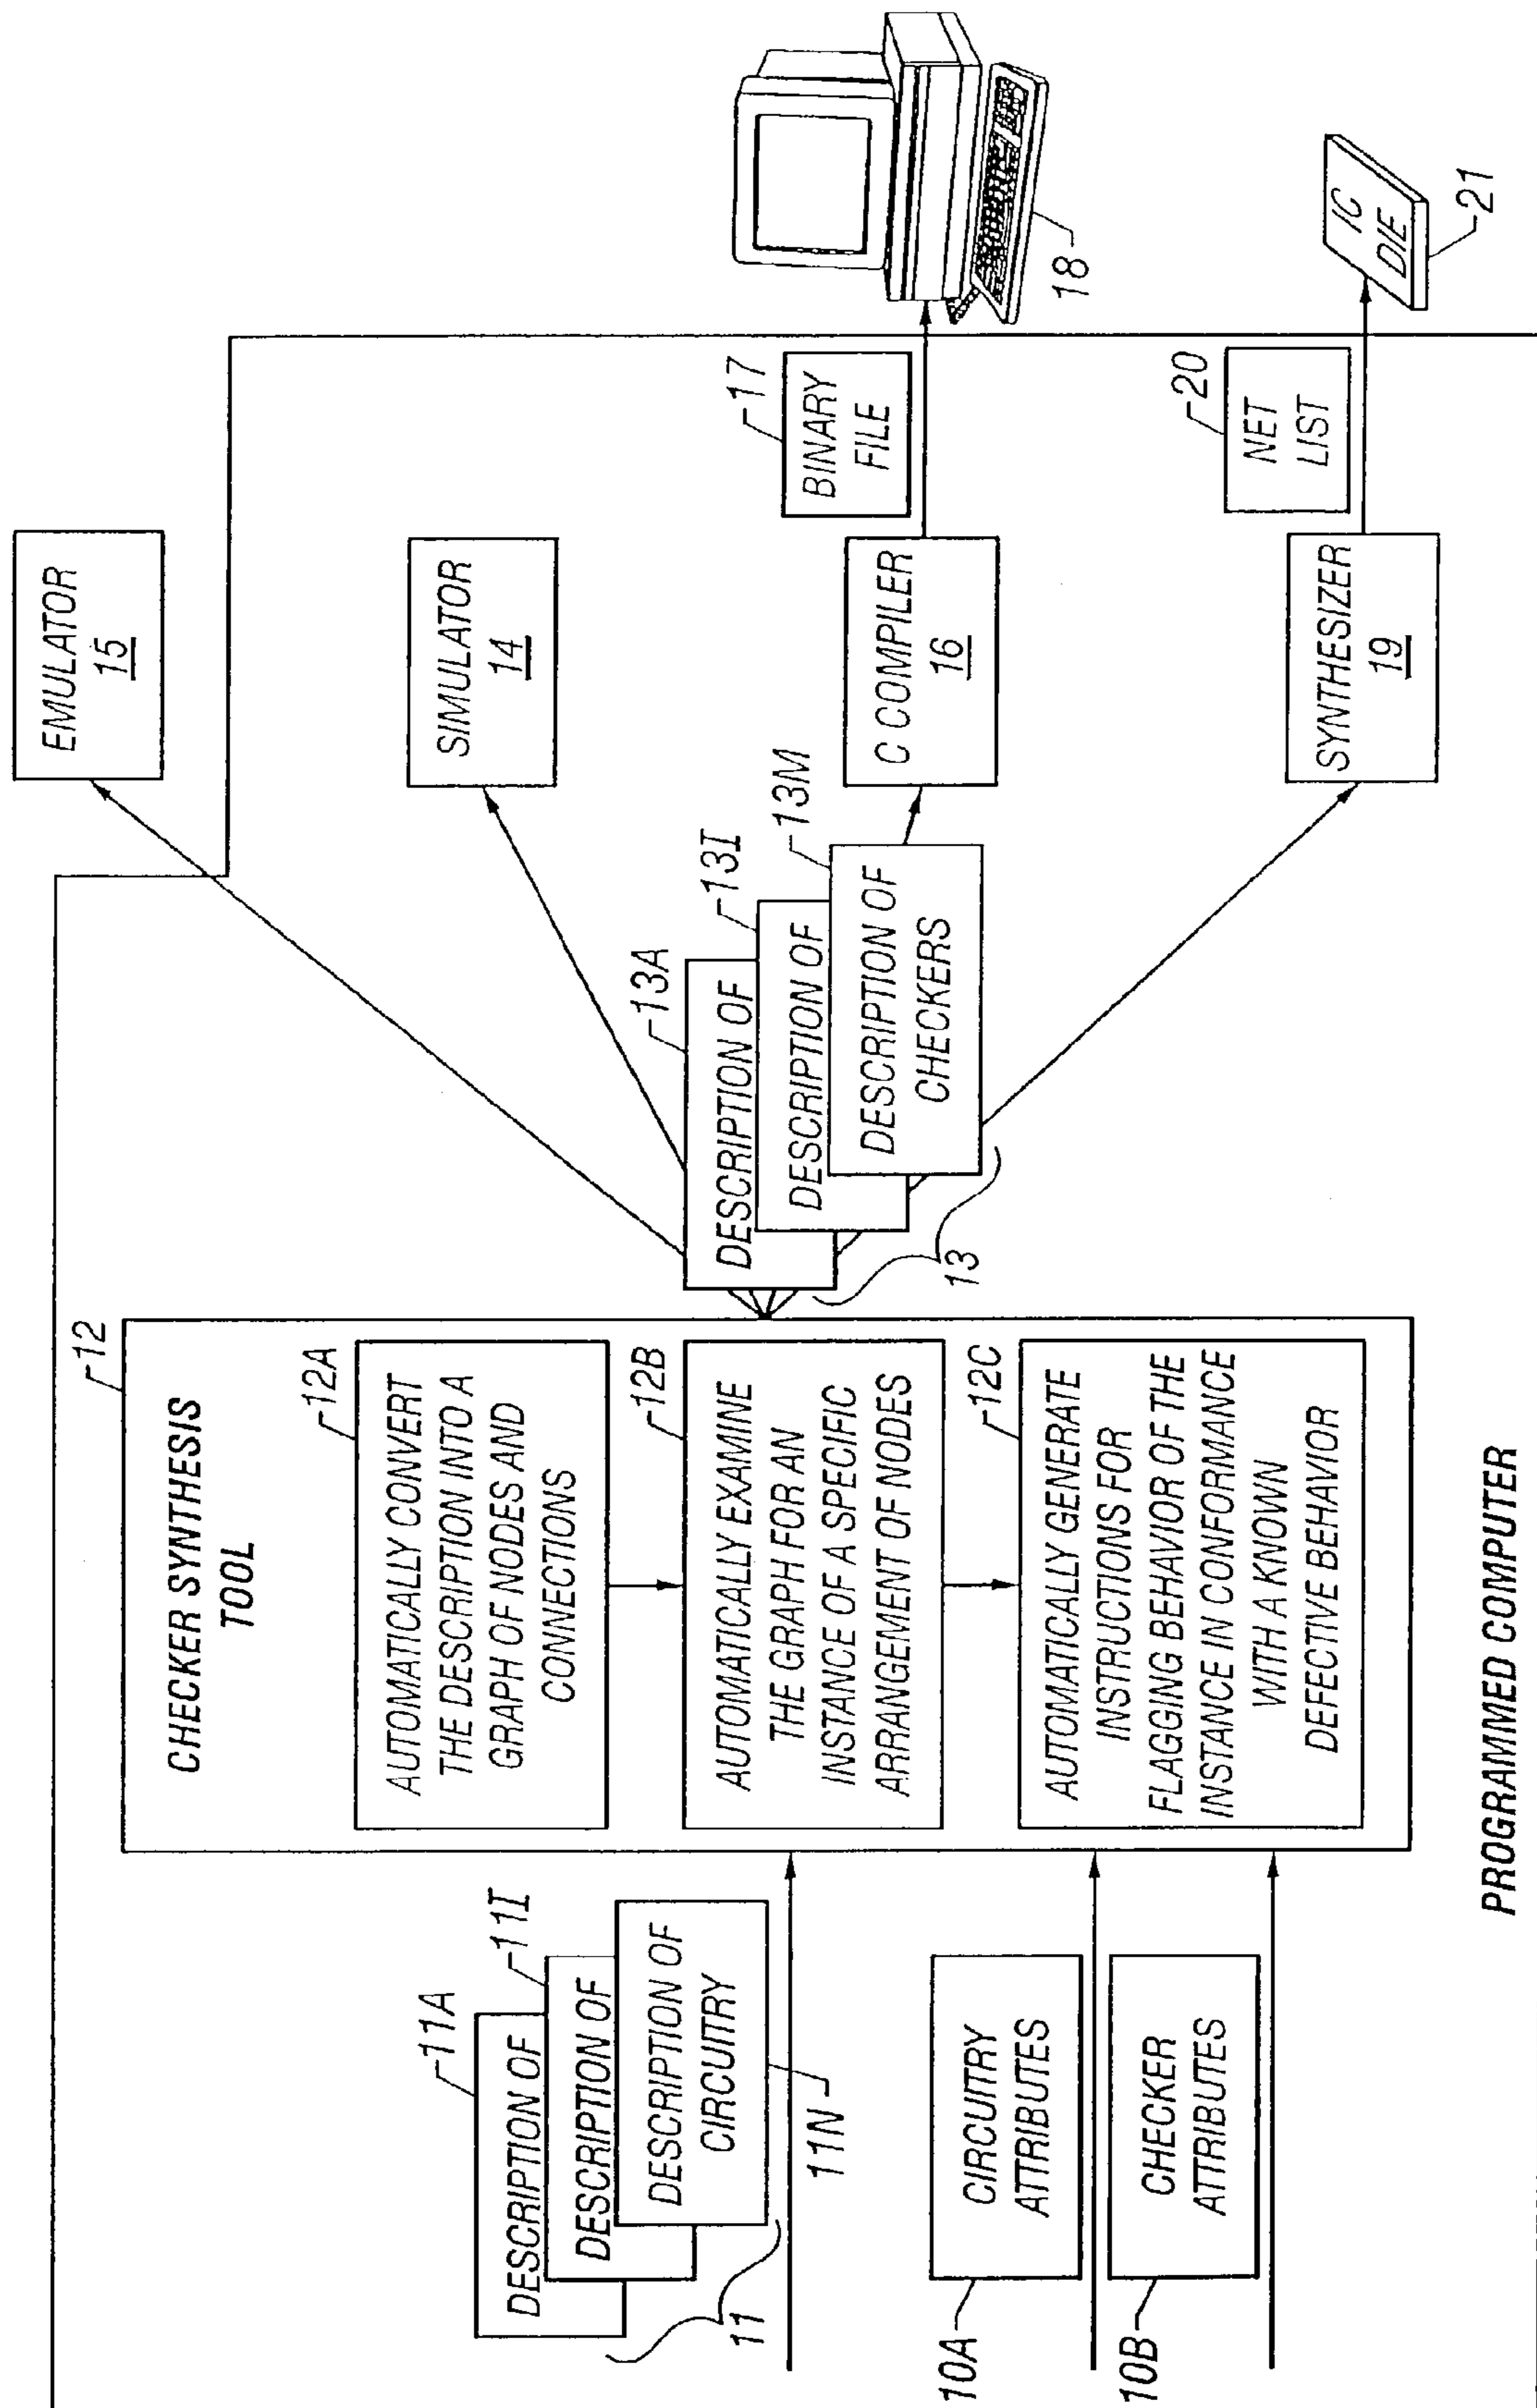 11A
11I
DESCRIPTION OF
DESCRIPTION OF
DESCRIPTION OF
CIRCUITRY
11
11N
CIRCUITRY
ATTRIBUTES
10A
CHECKER
ATTRIBUTES
10B
12
CHECKER SYNTHESIS
TOOL
12A
AUTOMATICALLY CONVERT
THE DESCRIPTION INTO A
GRAPH OF NODES AND
CONNECTIONS
12B
AUTOMATICALLY EXAMINE
THE GRAPH FOR AN
INSTANCE OF A SPECIFIC
ARRANGEMENT OF NODES
12C
AUTOMATICALLY GENERATE
INSTRUCTIONS FOR
FLAGGING BEHAVIOR OF THE
INSTANCE IN CONFORMANCE
WITH A KNOWN
DEFECTIVE BEHAVIOR
13A
13I
13M
DESCRIPTION OF
DESCRIPTION OF
DESCRIPTION OF
CHECKERS
13
EMULATOR
15
SIMULATOR
14
C COMPILER
16
SYNTHESIZER
19
17
BINARY
FILE
20
NET
LIST
18
IC
DIE
21
PROGRAMMED COMPUTER